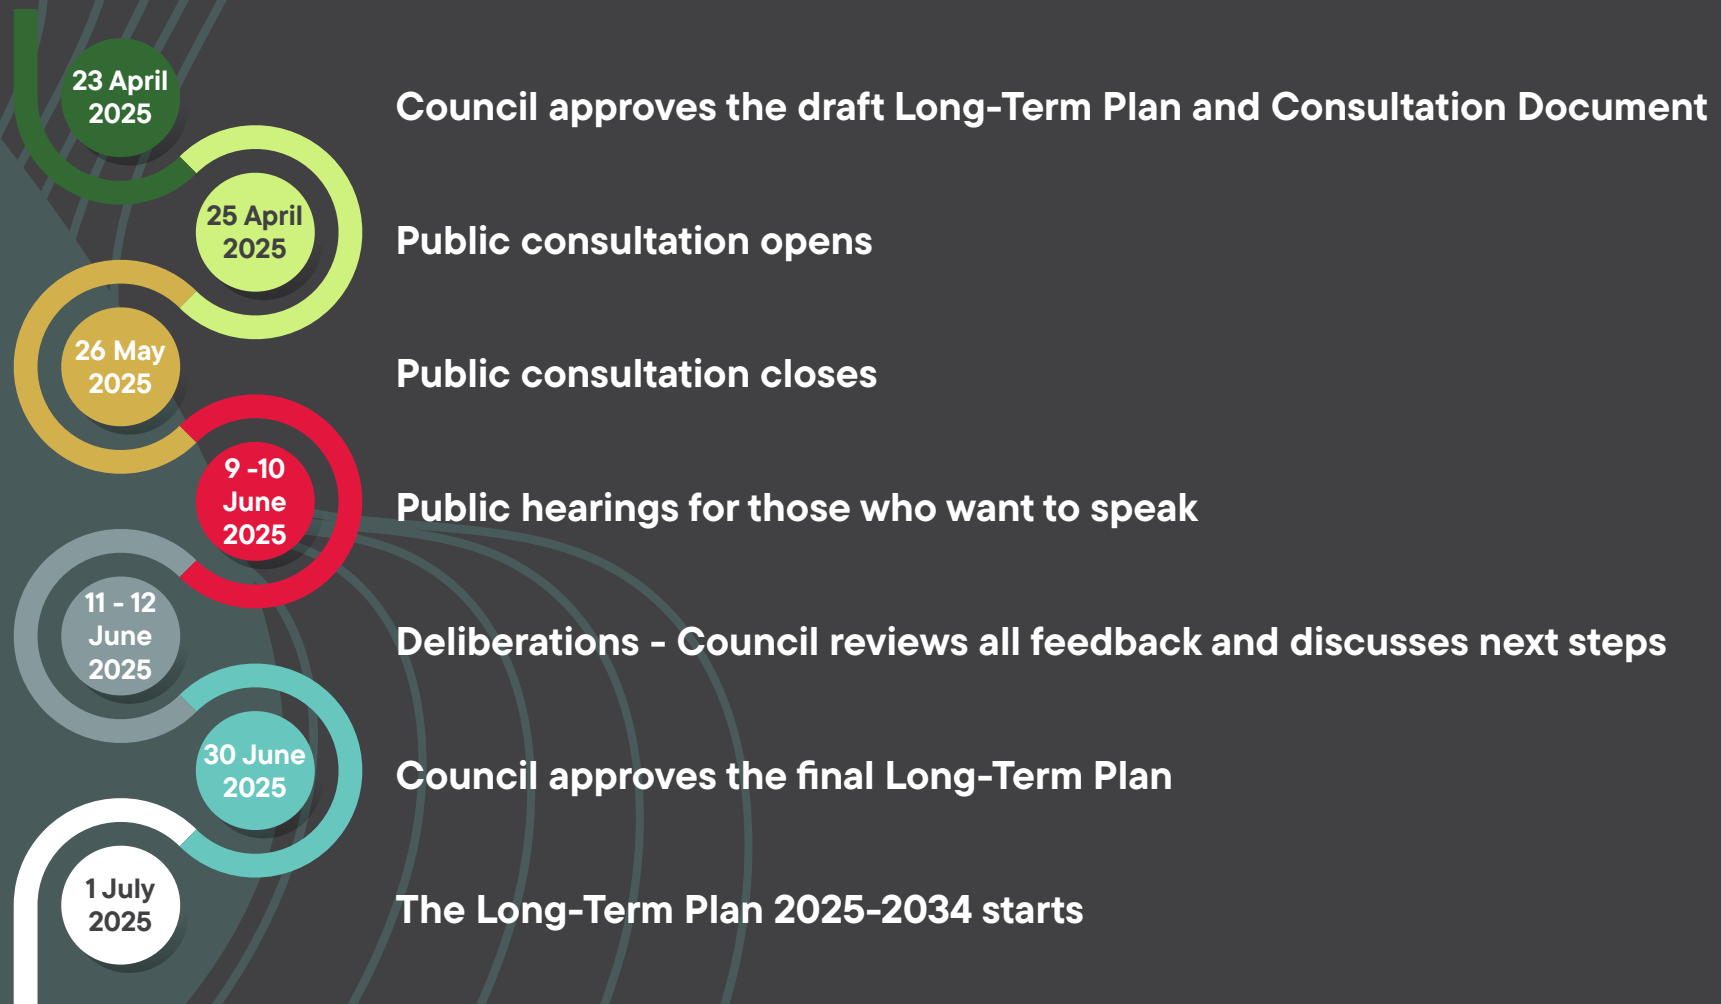 23 April
2025
Council approves the draft Long-Term Plan and Consultation Document
25 April
2025
Public consultation opens
26 May
2025
Public consultation closes
9 -10
June
2025
Public hearings for those who want to speak
11 - 12
June
2025
Deliberations - Council reviews all feedback and discusses next steps
30 June
2025
Council approves the final Long-Term Plan
1 July
2025
The Long-Term Plan 2025-2034 starts